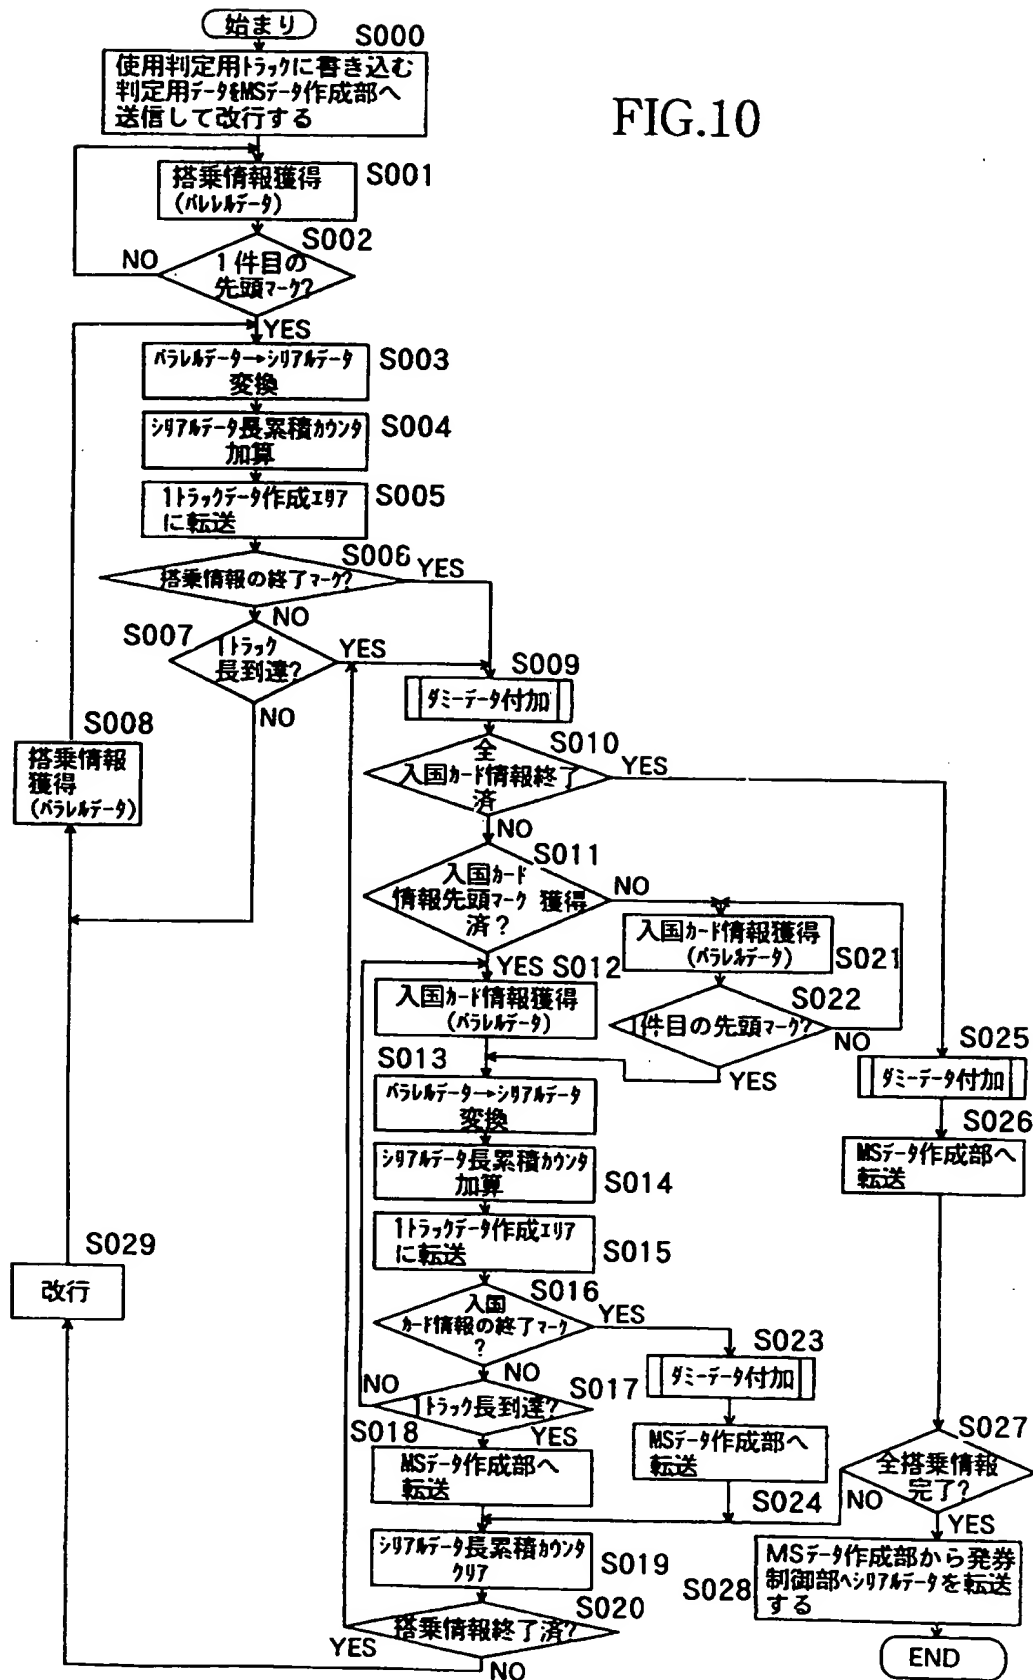 始まり
S000
使用判定用トラックに書き込む
判定用データをMSデータ作成部へ
送信して改行する
FIG.10
搭乗情報獲得
(パレレルデータ)
S001
S002
NO
1件目の
先頭マーク?
YES
パラレルデータ→シリアルデータ
変換
S003
シリアルデータ長累積カウンタ
加算
S004
1トラックデータ作成エリア
に転送
S005
S006
搭乗情報の終了マーク?
YES
NO
S007
1トラック
長到達?
YES
NO
S008
搭乗情報
獲得
(パラレルデータ)
S009
ダミーデータ付加
S010
全
入国カード情報終了
済
YES
NO
S011
入国カード
情報先頭マーク 獲得
済?
NO
入国カード情報獲得
(パラレルデータ)
S021
YES
S012
入国カード情報獲得
(パラレルデータ)
S022
1件目の先頭マーク?
NO
YES
S013
パラレルデータ→シリアルデータ
変換
S025
ダミーデータ付加
S026
MSデータ作成部へ
転送
シリアルデータ長累積カウンタ
加算
S014
1トラックデータ作成エリア
に転送
S015
S029
改行
S016
入国
カード情報の終了マーク
?
YES
NO
S023
ダミーデータ付加
NO
S017
1トラック長到達?
YES
S018
MSデータ作成部へ
転送
MSデータ作成部へ
転送
S024
S027
全搭乗情報
完了?
NO
YES
シリアルデータ長累積カウンタ
クリア
S019
S028
MSデータ作成部から発券
制御部へシリアルデータを転送
する
S020
搭乗情報終了済?
YES
NO
END